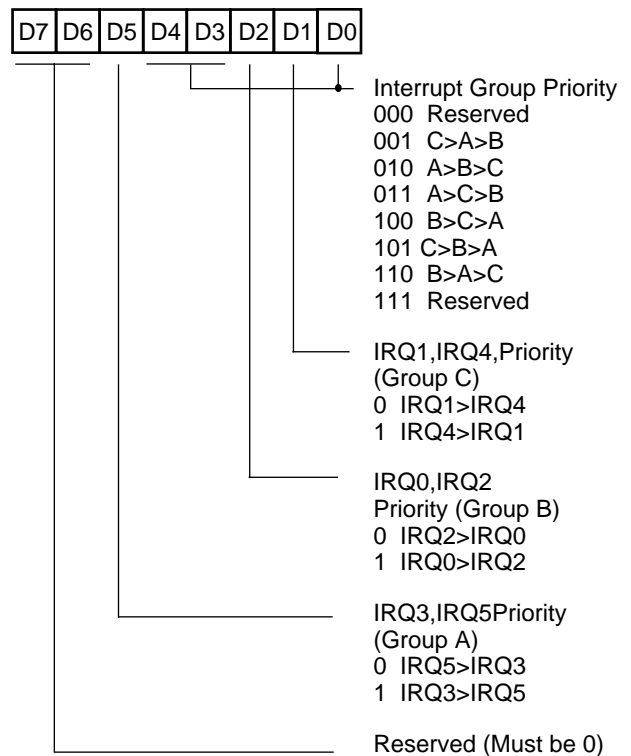 D7 D6 D5 D4 D3 D2 D1 D0
Interrupt Group Priority
000 Reserved
001 C>A>B
010 A>B>C
011 A>C>B
100 B>C>A
101 C>B>A
110 B>A>C
111 Reserved
IRQ1,IRQ4,Priority
(Group C)
0 IRQ1>IRQ4
1 IRQ4>IRQ1
IRQ0,IRQ2
Priority (Group B)
0 IRQ2>IRQ0
1 IRQ0>IRQ2
IRQ3,IRQ5Priority
(Group A)
0 IRQ5>IRQ3
1 IRQ3>IRQ5
Reserved (Must be 0)